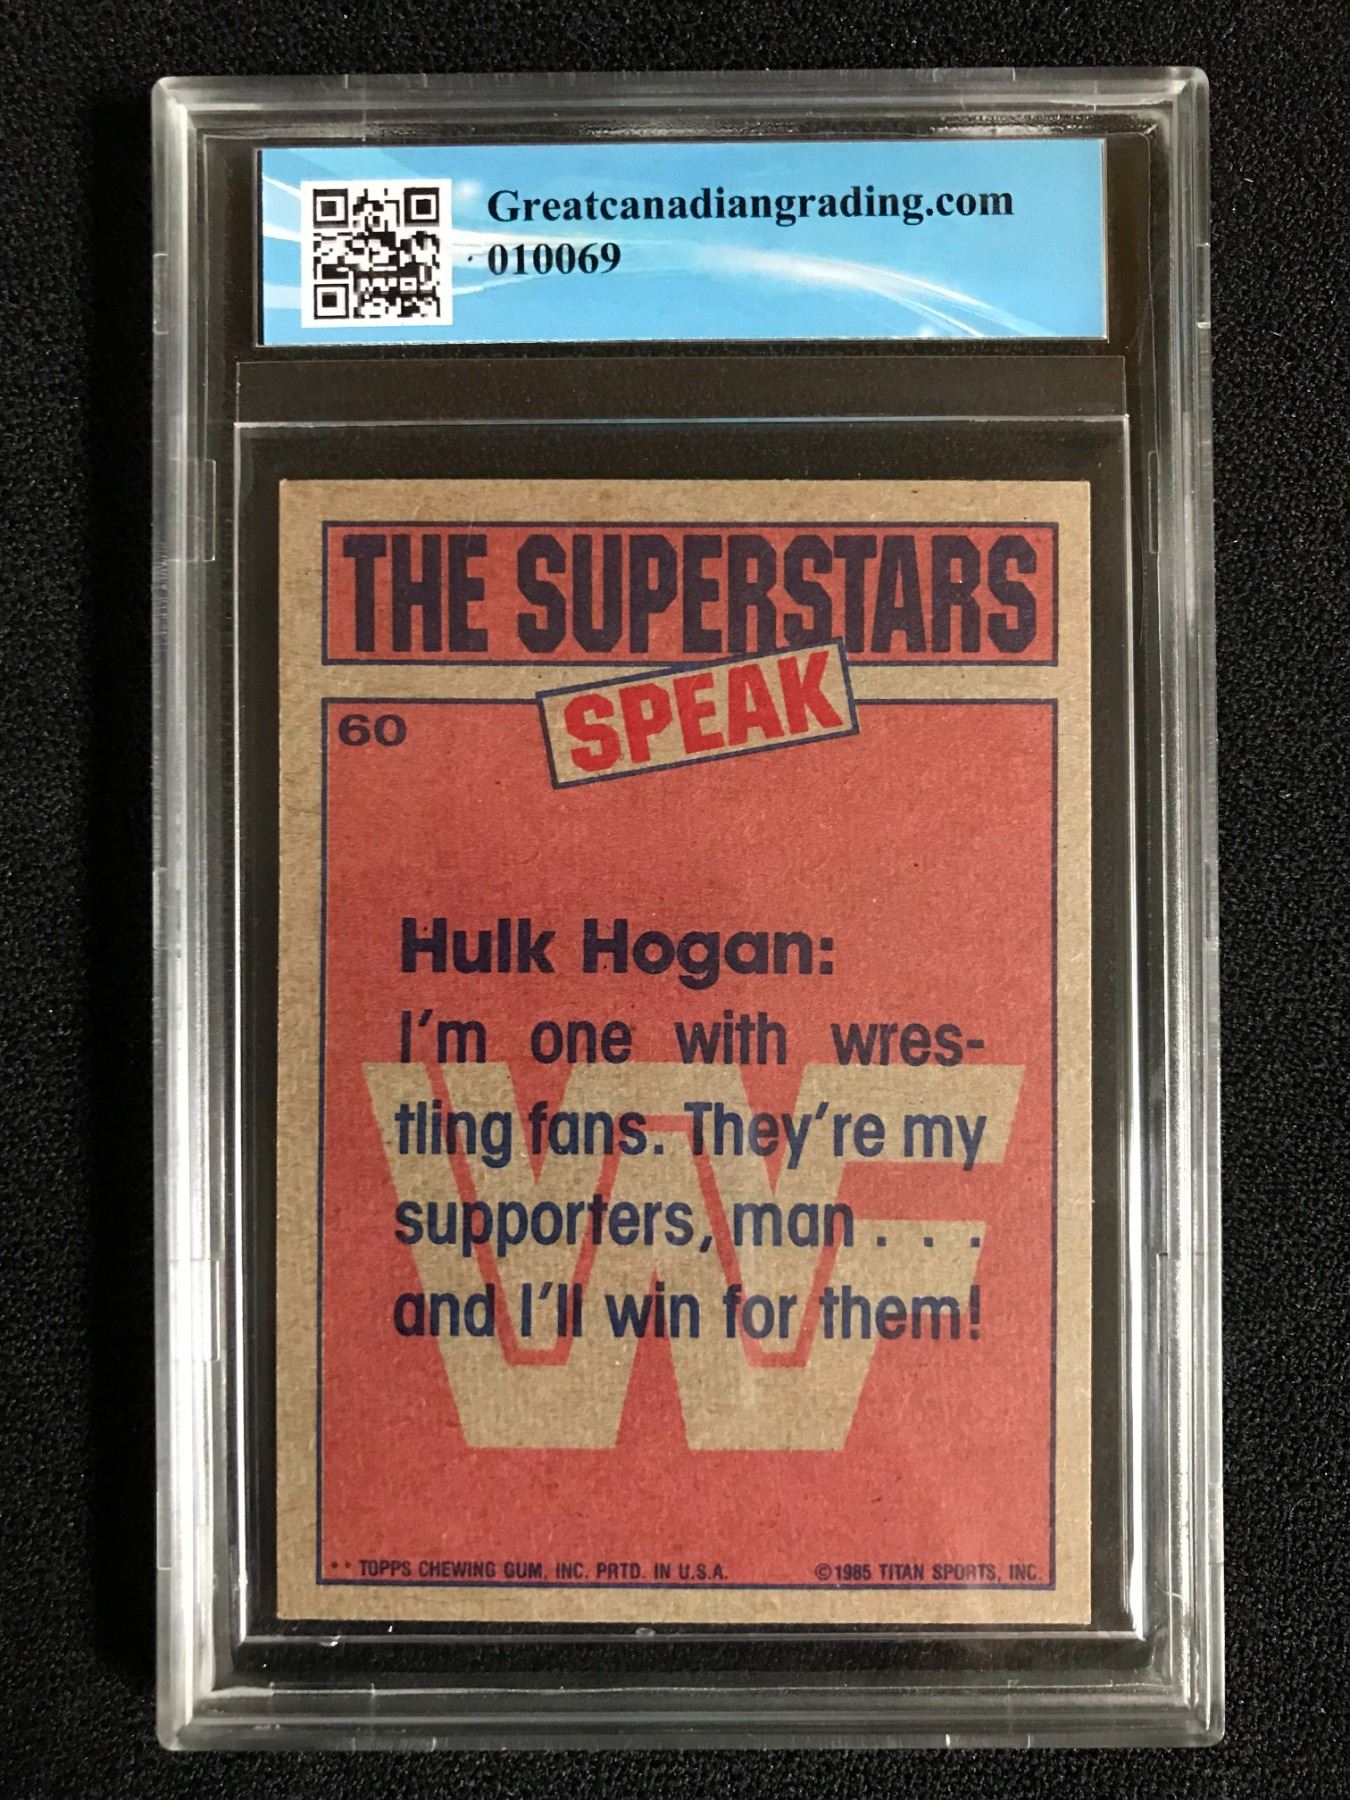 Greatcanadiangrading.com
010069
THE SUPERSTARS
SPEAK
60
Hulk Hogan:
I'm one with wres-
tling fans. They're my
supporters, man . . .
and I'll win for them!
WF
** TOPPS CHEWING GUM, INC. PRTD. IN U.S.A. ©1985 TITAN SPORTS, INC.